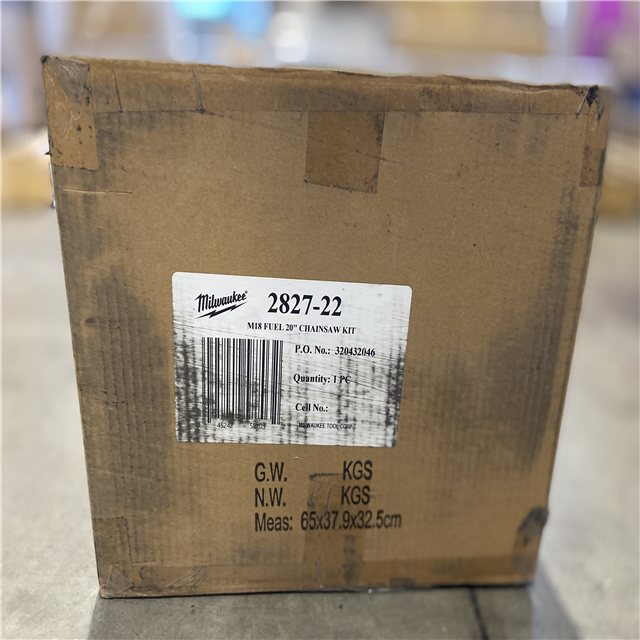 Milwaukee® 2827-22
M18 FUEL 20" CHAINSAW KIT
P.O. No.: 320432046
Quantity: 1 PC
Cell No.:
MILWAUKEE TOOL CORP.
G.W. KGS
N.W. KGS
Meas: 65x37.9x32.5cm